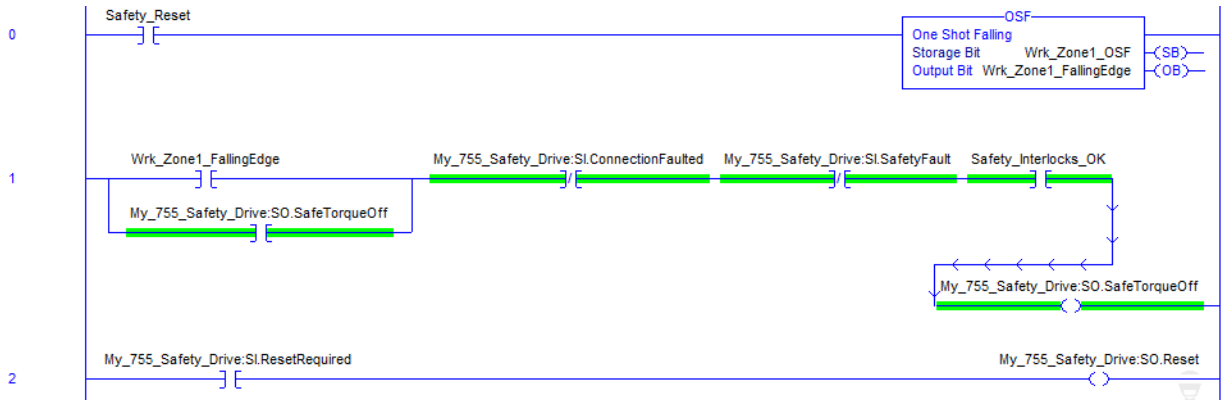 Safety_Reset
0
OSF
One Shot Falling
Storage Bit Wrk_Zone1_OSF (SB)
Output Bit Wrk_Zone1_FallingEdge (OB)
Wrk_Zone1_FallingEdge My_755_Safety_Drive:SI.ConnectionFaulted My_755_Safety_Drive:SI.SafetyFault Safety_Interlocks_OK
1
My_755_Safety_Drive:SO.SafeTorqueOff
My_755_Safety_Drive:SO.SafeTorqueOff
My_755_Safety_Drive:SI.ResetRequired My_755_Safety_Drive:SO.Reset
2